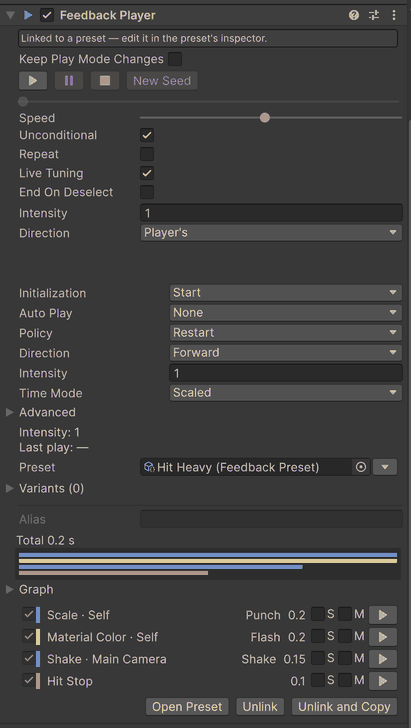 Feedback Player
Linked to a preset — edit it in the preset's inspector.
Keep Play Mode Changes
New Seed
Speed
Unconditional
Repeat
Live Tuning
End On Deselect
Intensity 1
Direction Player's
Initialization Start
Auto Play None
Policy Restart
Direction Forward
Intensity 1
Time Mode Scaled
Advanced
Intensity: 1
Last play: —
Preset Hit Heavy (Feedback Preset)
Variants (0)
Alias
Total 0.2 s
Graph
Scale · Self Punch 0.2 S M
Material Color · Self Flash 0.2 S M
Shake · Main Camera Shake 0.15 S M
Hit Stop 0.1 S M
Open Preset Unlink Unlink and Copy